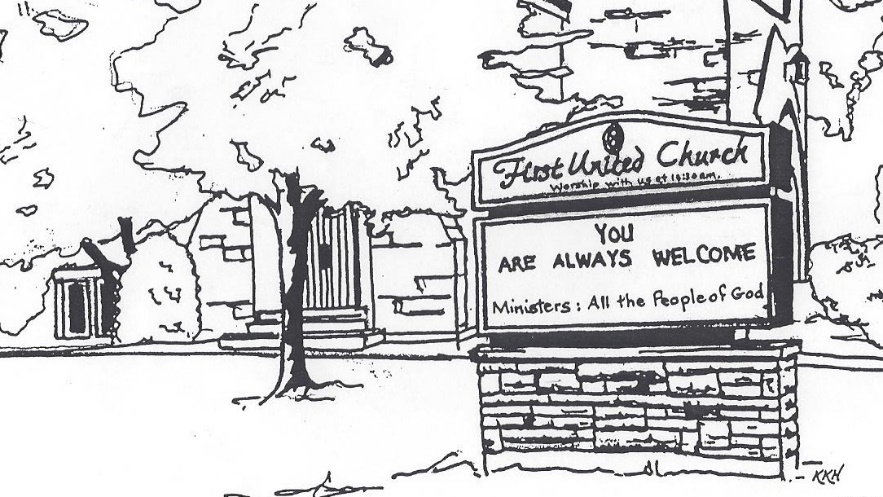 First United Church
Worship with us at 10:30 a.m.
YOU
ARE ALWAYS WELCOME
Ministers: All the People of God
KKH